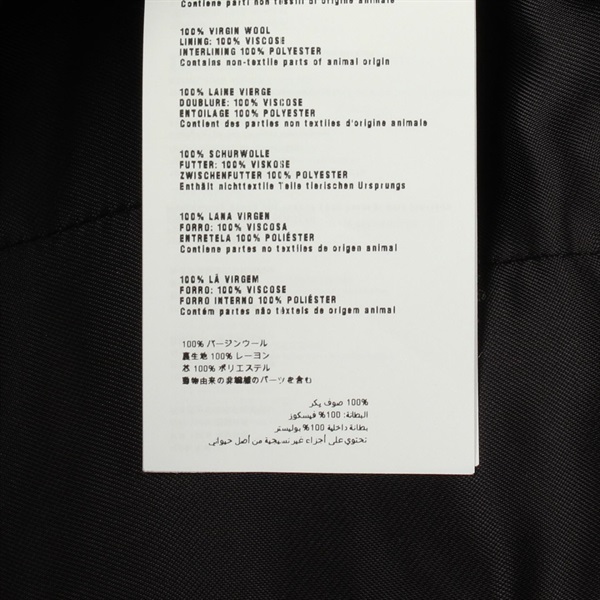 Contiene parti non tessili di origine animale
100% VIRGIN WOOL
LINING: 100% VISCOSE
INTERLINING 100% POLYESTER
Contains non-textile parts of animal origin
100% LAINE VIERGE
DOUBLURE: 100% VISCOSE
ENTOILAGE 100% POLYESTER
Contient des parties non textiles d'origine animale
100% SCHURWOLLE
FUTTER: 100% VISKOSE
ZWISCHENFUTTER 100% POLYESTER
Enthält nichttextile Teile tierischen Ursprungs
100% LANA VIRGEN
FORRO: 100% VISCOSA
ENTRETELA 100% POLIÉSTER
Contiene partes no textiles de origen animal
100% LÃ VIRGEM
FORRO: 100% VISCOSE
FORRO INTERNO 100% POLIÉSTER
Contém partes não têxteis de origem animal
100% バージンウール
裏生地 100% レーヨン
芯 100% ポリエステル
動物由来の非繊維のパーツを含む
100% صوف بكر
البطانة: 100% فيسكوز
بطانة داخلية 100% بوليستر
تحتوي على أجزاء غير نسيجية من أصل حيواني